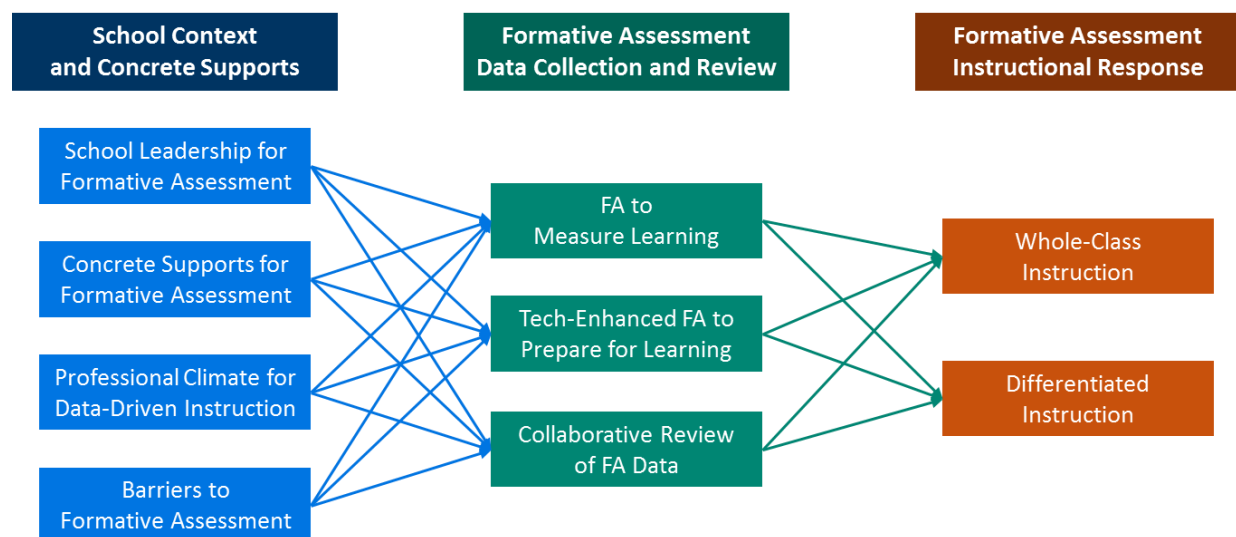 School Context
and Concrete Supports
Formative Assessment
Data Collection and Review
Formative Assessment
Instructional Response
School Leadership for
Formative Assessment
Concrete Supports for
Formative Assessment
Professional Climate for
Data-Driven Instruction
Barriers to
Formative Assessment
FA to
Measure Learning
Tech-Enhanced FA to
Prepare for Learning
Collaborative Review
of FA Data
Whole-Class
Instruction
Differentiated
Instruction